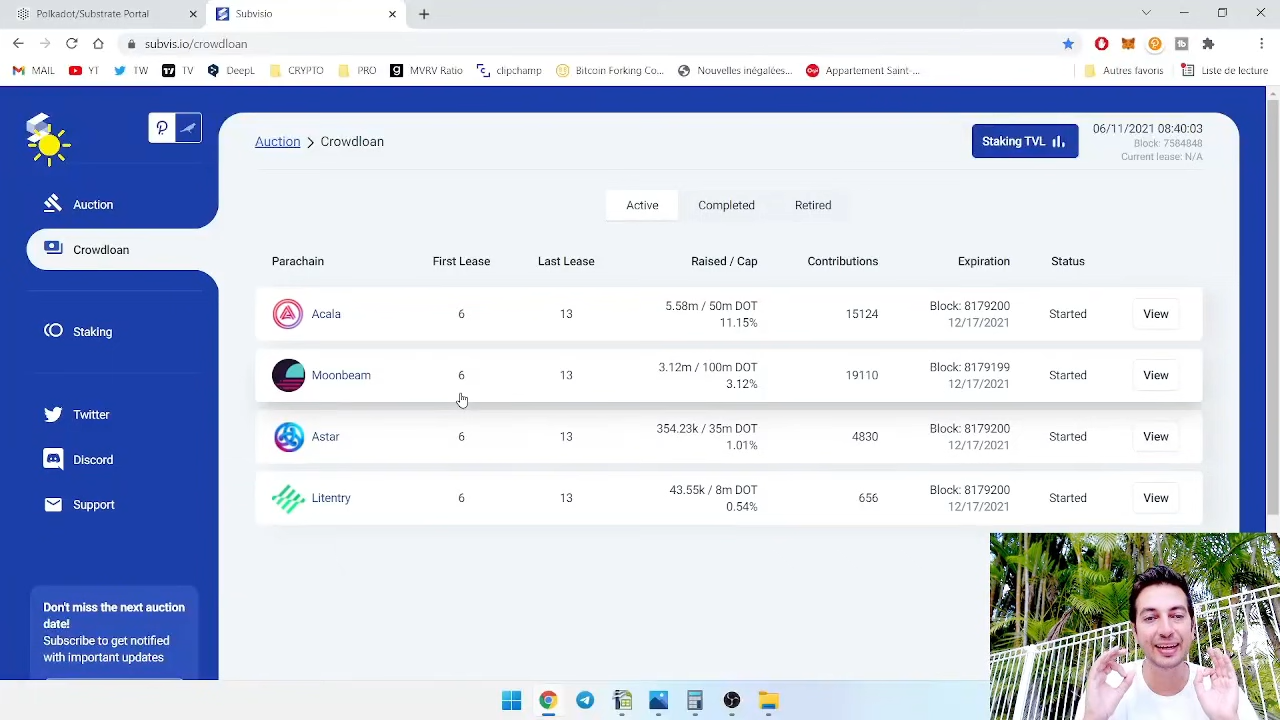 Polkadot/Substrate Portal
Subvisio
subvis.io/crowdloan
MAIL
YT
TW
TV
DeepL
CRYPTO
PRO
MVRV Ratio
clipchamp
Bitcoin Forking Co...
Nouvelles inégales...
Appartement Saint-...
Autres favoris
Liste de lecture
Auction > Crowdloan
Staking TVL
06/11/2021 08:40:03
Block: 7584848
Current lease: N/A
Auction
Crowdloan
Staking
Twitter
Discord
Support
Don't miss the next auction
date!
Subscribe to get notified
with important updates
Active Completed Retired
Parachain First Lease Last Lease Raised / Cap Contributions Expiration Status
Acala 6 13 5.58m / 50m DOT 15124 Block: 8179200 Started View
11.15% 12/17/2021
Moonbeam 6 13 3.12m / 100m DOT 19110 Block: 8179199 Started View
3.12% 12/17/2021
Astar 6 13 354.23k / 35m DOT 4830 Block: 8179200 Started View
1.01% 12/17/2021
Litentry 6 13 43.55k / 8m DOT 656 Block: 8179200 Started View
0.54% 12/17/2021